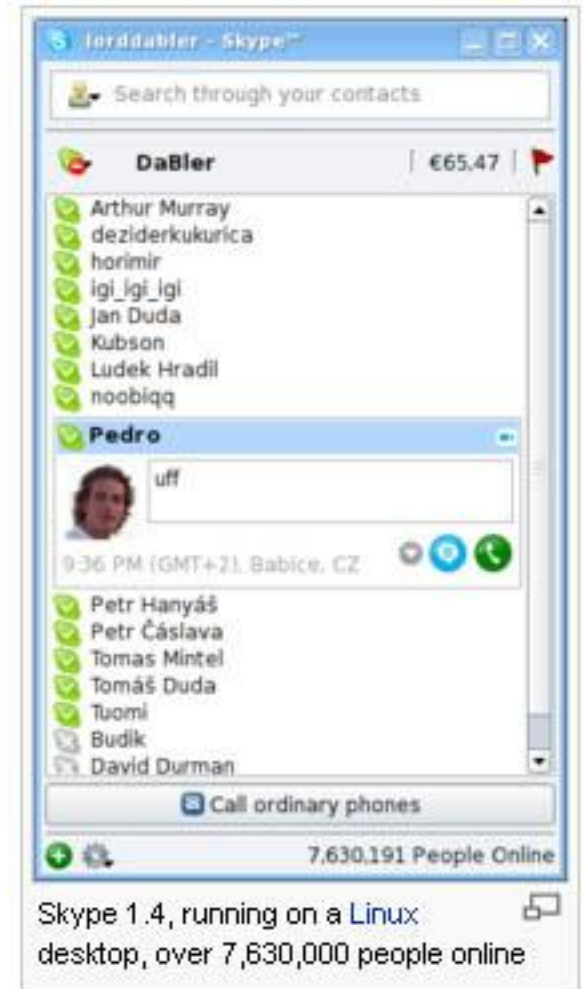 lorddabler - Skype™
Search through your contacts
DaBler | €65.47 |
Arthur Murray
deziderkukurica
horimir
igi_igi_igi
Jan Duda
Kubson
Ludek Hradil
noobiqq
Pedro
uff
9:36 PM (GMT+2), Babice, CZ
Petr Hanyáš
Petr Čáslava
Tomas Mintel
Tomáš Duda
Tuomi
Budik
David Durman
Call ordinary phones
7,630,191 People Online
Skype 1.4, running on a Linux
desktop, over 7,630,000 people online